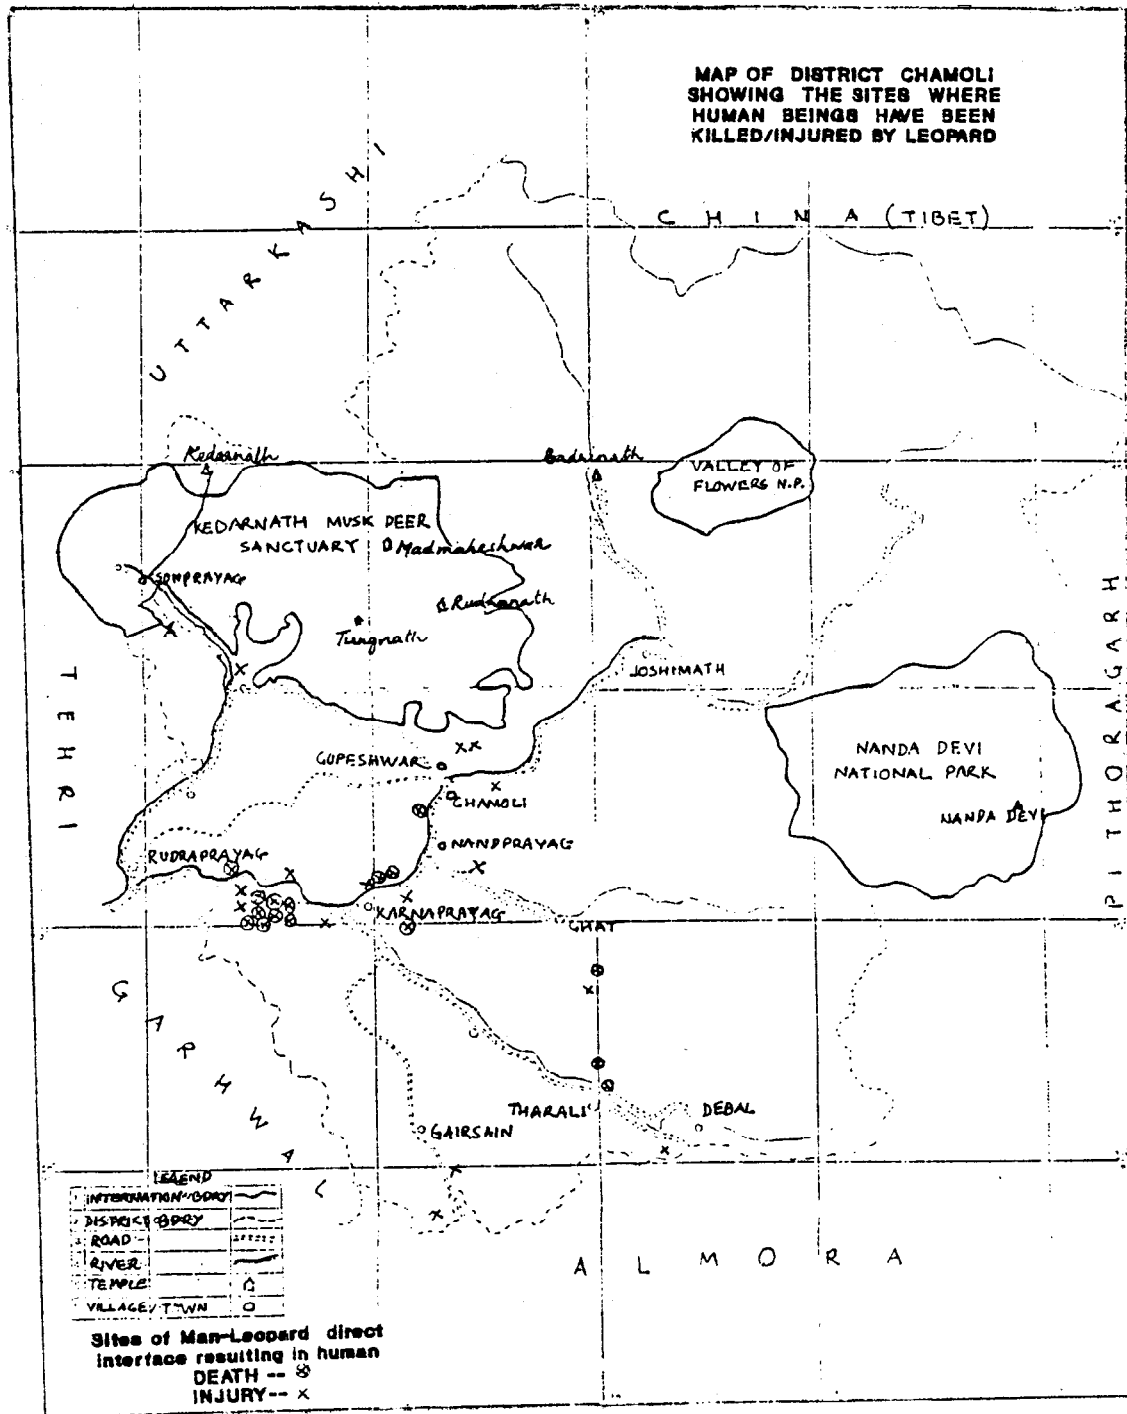 MAP OF DISTRICT CHAMOLI
SHOWING THE SITES WHERE
HUMAN BEINGS HAVE BEEN
KILLED/INJURED BY LEOPARD
UTTARKASHI
CHINA (TIBET)
Kedarnath
Badrinath
VALLEY OF
FLOWERS N.P.
KEDARNATH MUSK DEER
SANCTUARY
Madmaheshwar
SONPRAYAG
Rudranath
Tungnath
JOSHIMATH
TEHRI
PITHORAGARH
GOPESHWAR
CHAMOLI
NANDA DEVI
NATIONAL PARK
NANDA DEVI
NANDPRAYAG
RUDRAPRAYAG
KARNAPRAYAG
GHAT
GARHWAL
THARALI
DEBAL
GAIRSAIN
ALMORA
LEGEND
INTERNATION BDRY
DISTRICT BDRY
ROAD
RIVER
TEMPLE
VILLAGE/TOWN
Sites of Man-Leopard direct
interface resulting in human
DEATH --
INJURY --